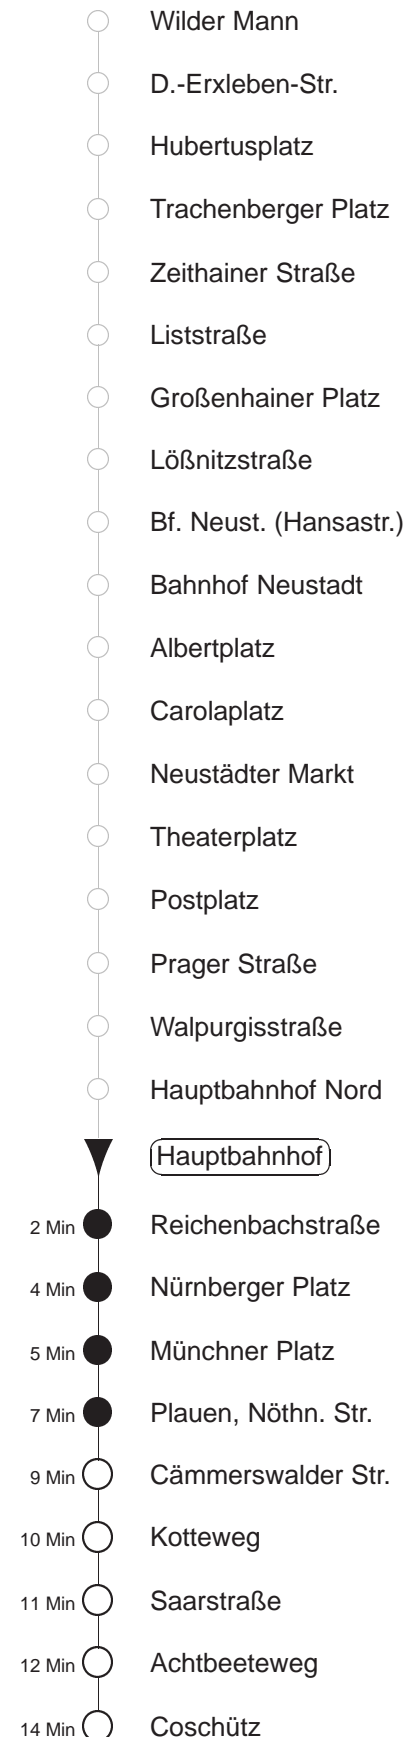 Wilder Mann
D.-Erxleben-Str.
Hubertusplatz
Trachenberger Platz
Zeithainer Straße
Liststraße
Großenhainer Platz
Lößnitzstraße
Bf. Neust. (Hansastr.)
Bahnhof Neustadt
Albertplatz
Carolaplatz
Neustädter Markt
Theaterplatz
Postplatz
Prager Straße
Walpurgisstraße
Hauptbahnhof Nord
Hauptbahnhof
2 Min Reichenbachstraße
4 Min Nürnberger Platz
5 Min Münchner Platz
7 Min Plauen, Nöthn. Str.
9 Min Cämmerswalder Str.
10 Min Kotteweg
11 Min Saarstraße
12 Min Achtbeeteweg
14 Min Coschütz